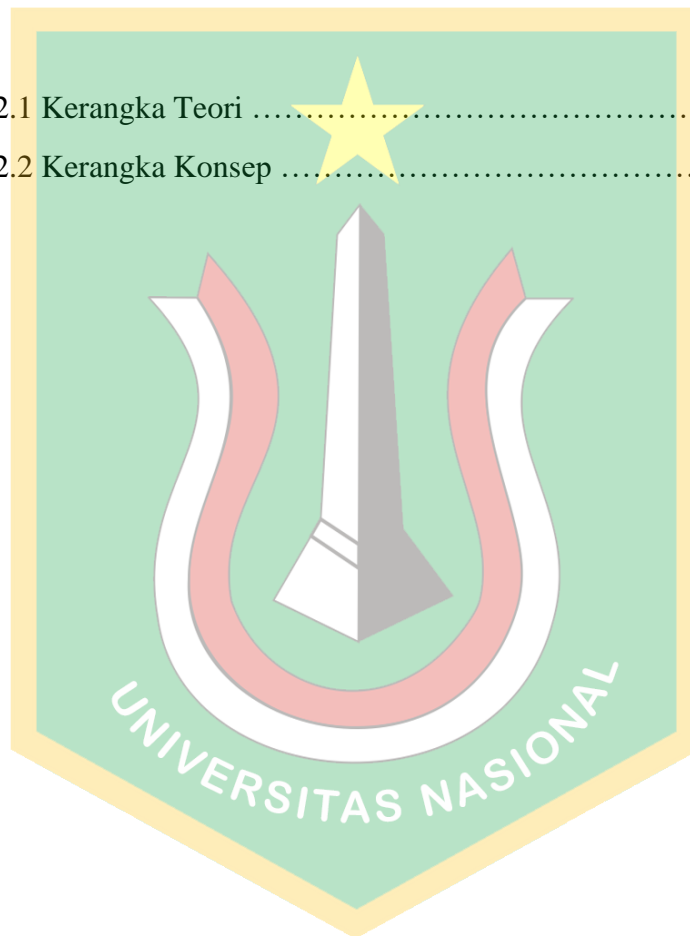 2.1 Kerangka Teori ……………………………………
2.2 Kerangka Konsep …………………………………
UNIVERSITAS NASIONAL